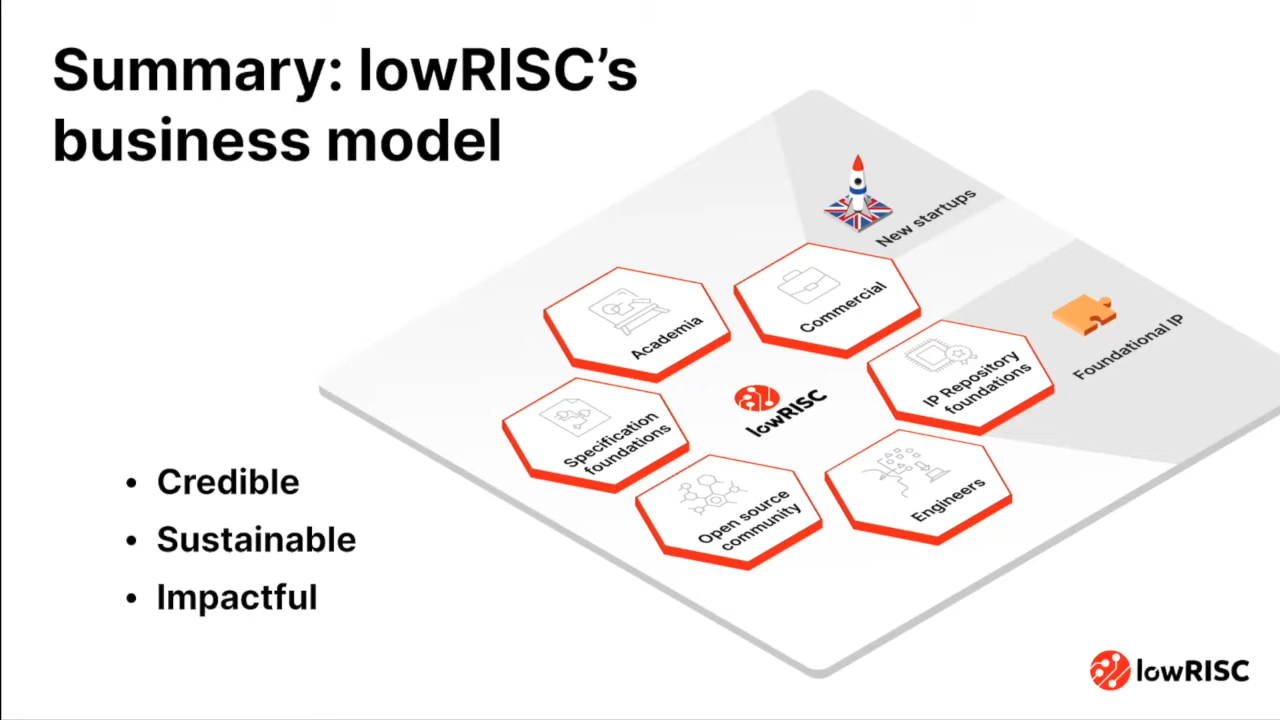 Summary: lowRISC's
business model
New startups
Commercial
Academia
Foundational IP
IP Repository
foundations
lowRISC
Specification
foundations
Engineers
Open source
community
• Credible
• Sustainable
• Impactful
lowRISC